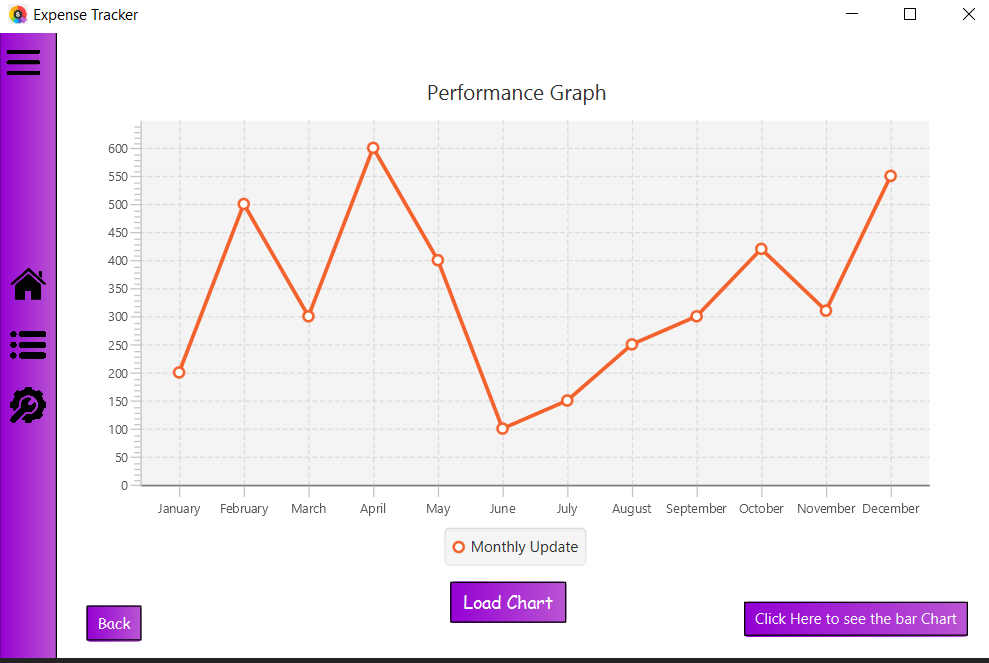 Expense Tracker
Performance Graph
600
550
500
450
400
350
300
250
200
150
100
50
0
January February March April May June July August September October November December
Monthly Update
Load Chart
Back
Click Here to see the bar Chart